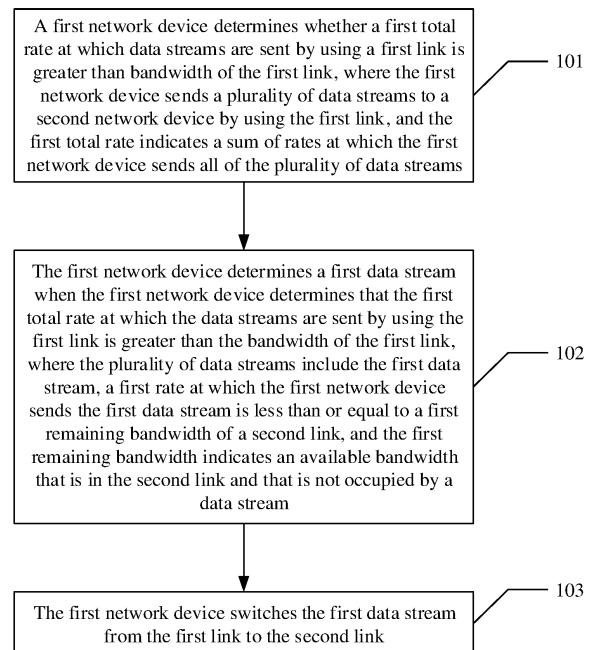 A first network device determines whether a first total
rate at which data streams are sent by using a first link is
greater than bandwidth of the first link, where the first
network device sends a plurality of data streams to a
second network device by using the first link, and the
first total rate indicates a sum of rates at which the first
network device sends all of the plurality of data streams
101
The first network device determines a first data stream
when the first network device determines that the first
total rate at which the data streams are sent by using the
first link is greater than the bandwidth of the first link,
where the plurality of data streams include the first data
stream, a first rate at which the first network device
sends the first data stream is less than or equal to a first
remaining bandwidth of a second link, and the first
remaining bandwidth indicates an available bandwidth
that is in the second link and that is not occupied by a
data stream
102
The first network device switches the first data stream
from the first link to the second link
103